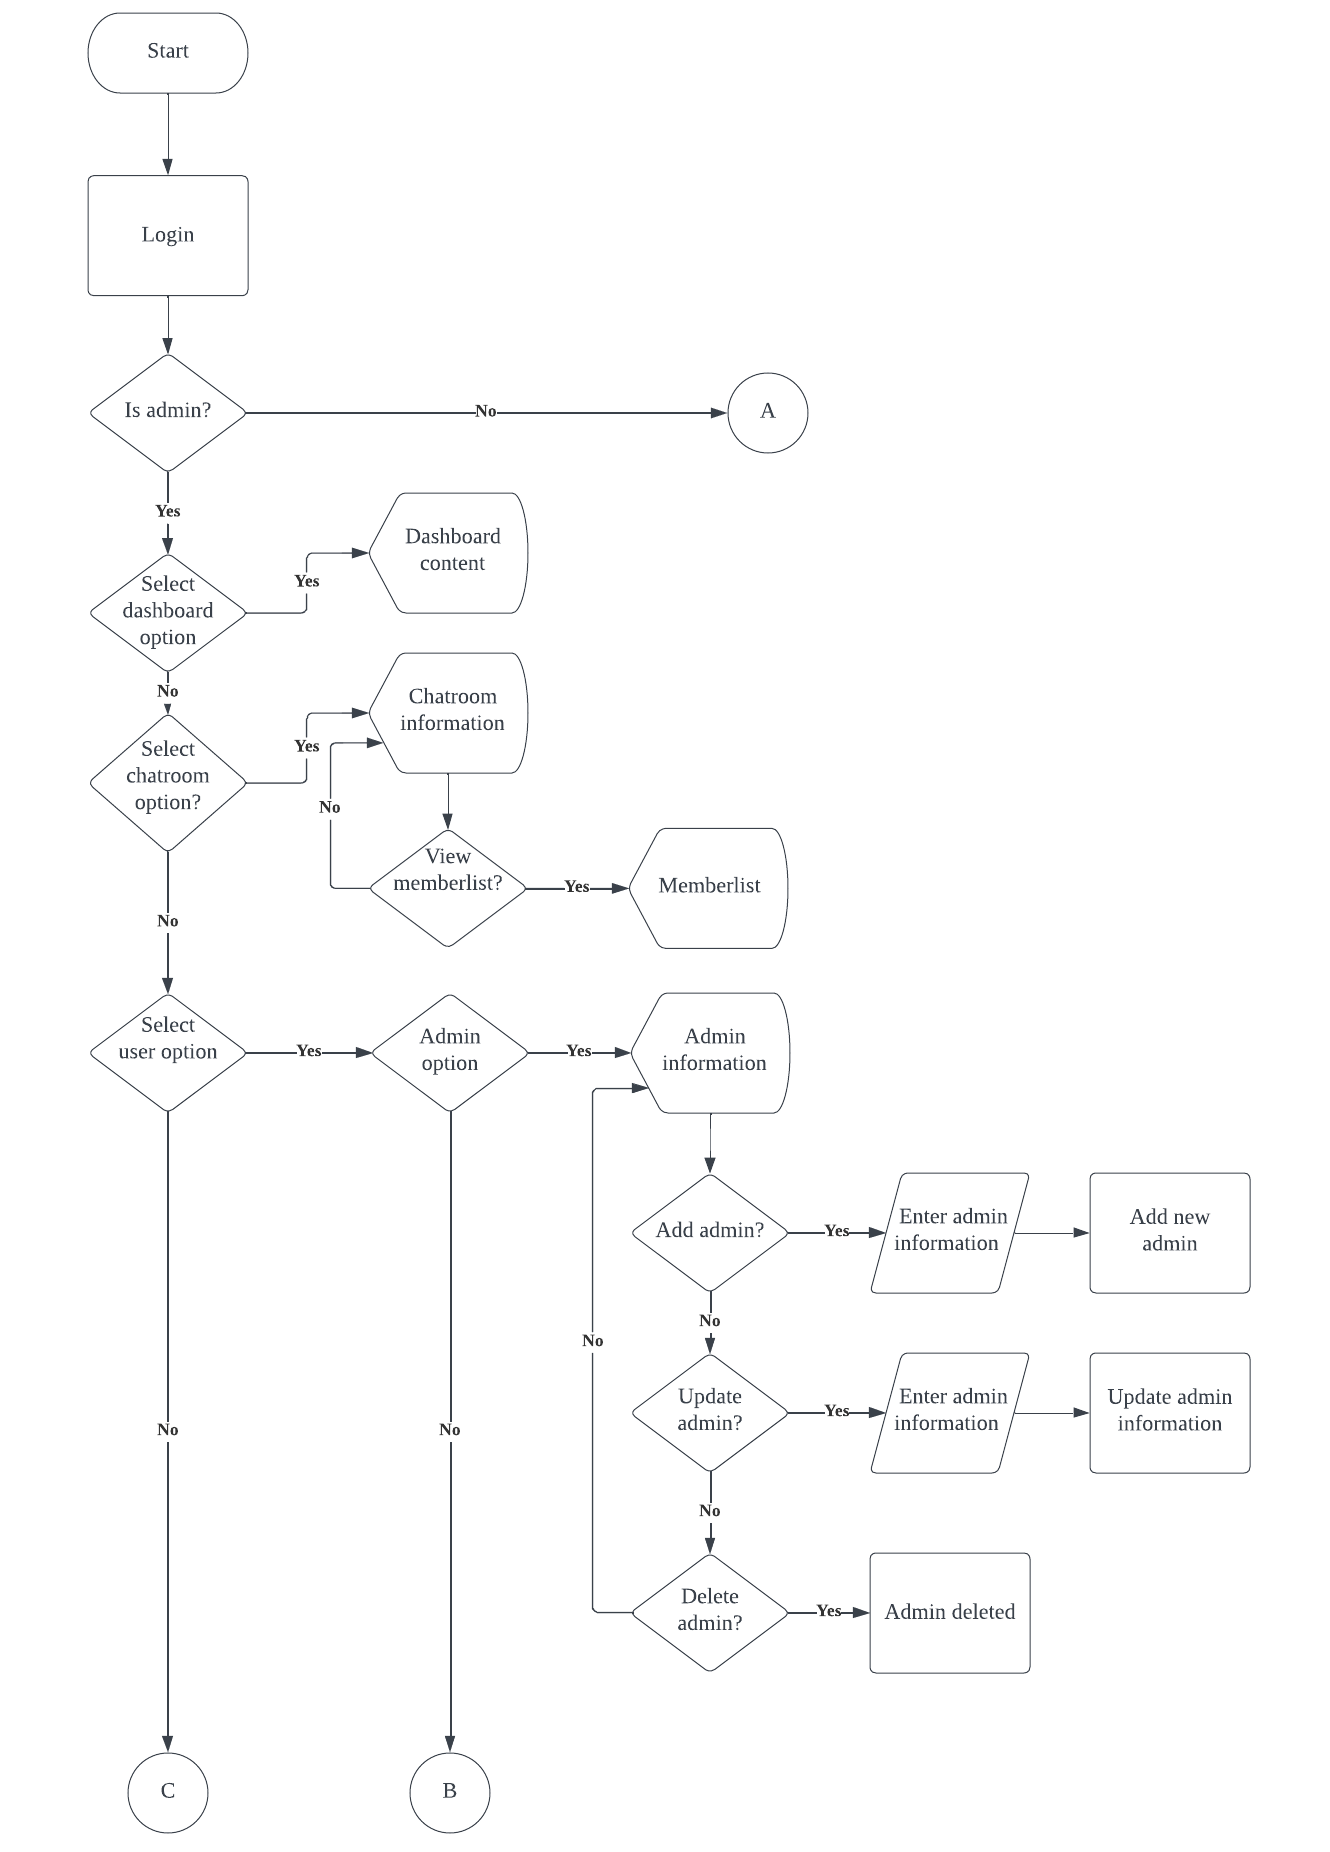 Start
Login
Is admin?
No
A
Yes
Select
dashboard
option
Yes
Dashboard
content
No
Select
chatroom
option?
Yes
Chatroom
information
No
View
memberlist?
Yes
Memberlist
No
Select
user option
Yes
Admin
option
Yes
Admin
information
Add admin?
Yes
Enter admin
information
Add new
admin
No
No
Update
admin?
Yes
Enter admin
information
Update admin
information
No
No
No
Delete
admin?
Yes
Admin deleted
C
B